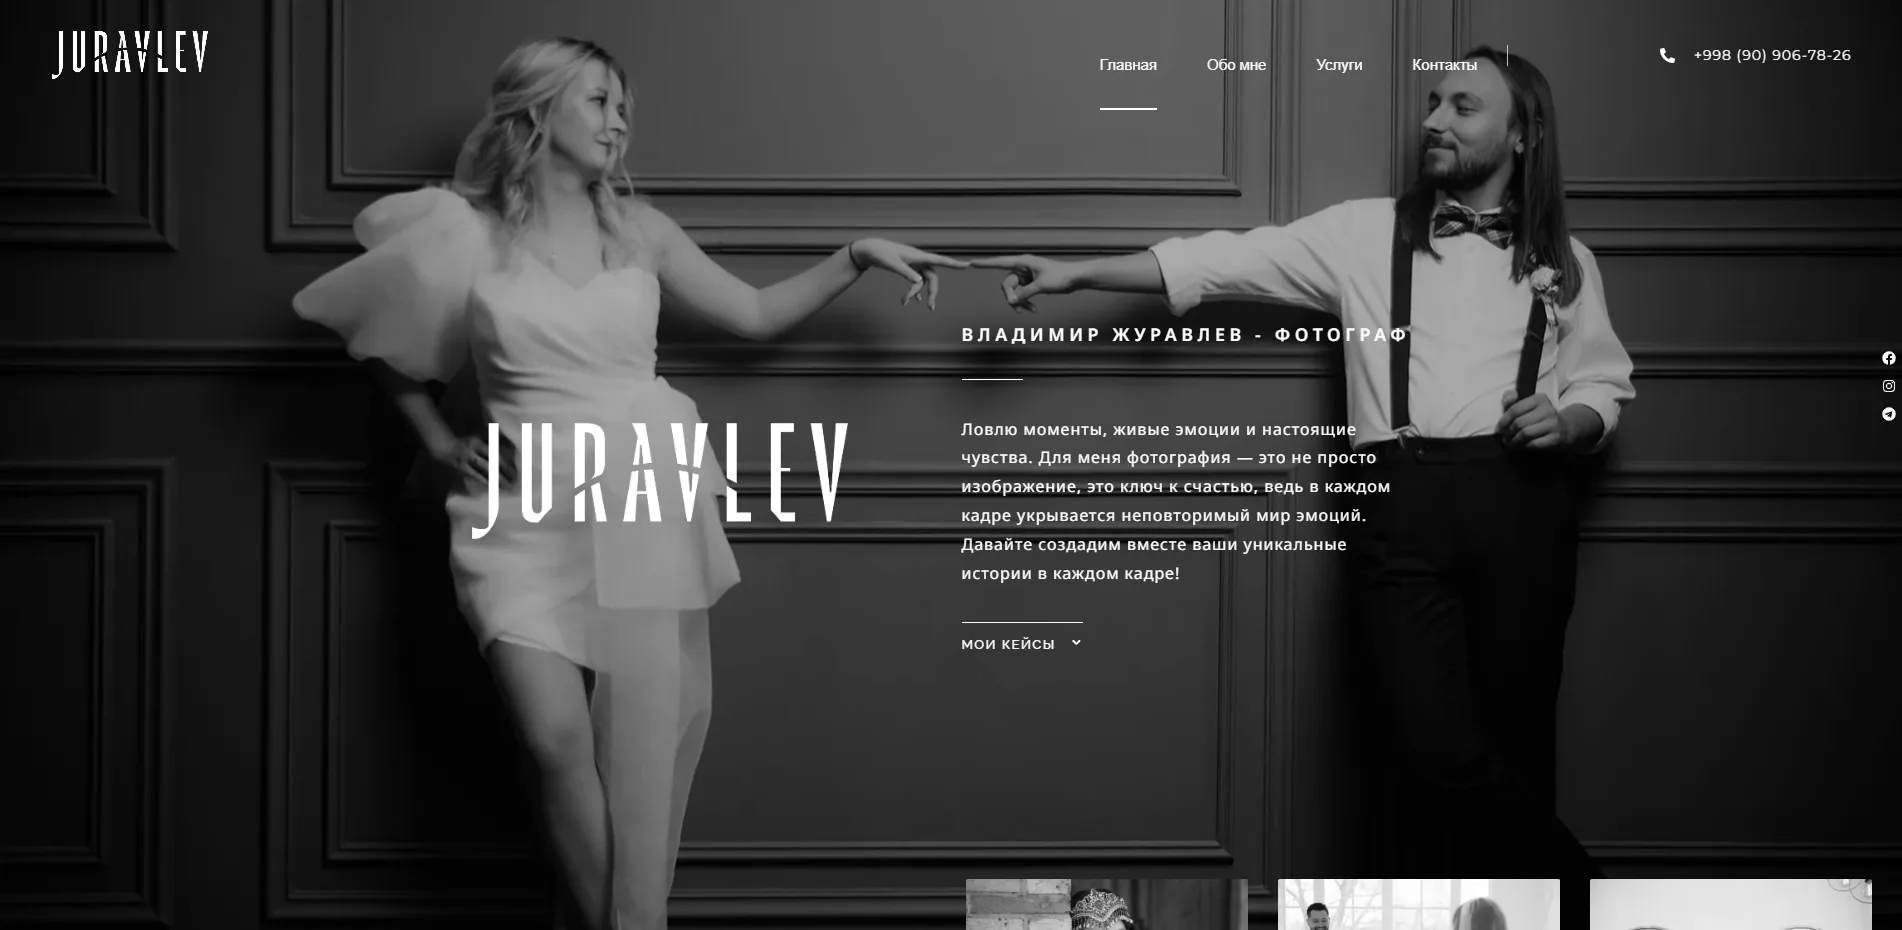 JURAVLEV
Главная
Обо мне
Услуги
Контакты
+998 (90) 906-78-26
ВЛАДИМИР ЖУРАВЛЕВ - ФОТОГРАФ
JURAVLEV
Ловлю моменты, живые эмоции и настоящие
чувства. Для меня фотография — это не просто
изображение, это ключ к счастью, ведь в каждом
кадре укрывается неповторимый мир эмоций.
Давайте создадим вместе ваши уникальные
истории в каждом кадре!
МОИ КЕЙСЫ